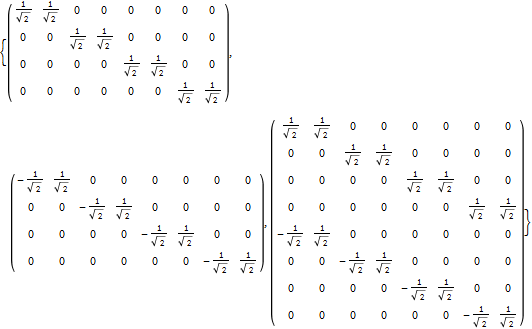 {( 1/√2 1/√2 0 0 0 0 0 0
0 0 1/√2 1/√2 0 0 0 0
0 0 0 0 1/√2 1/√2 0 0
0 0 0 0 0 0 1/√2 1/√2 ),
( -1/√2 1/√2 0 0 0 0 0 0
0 0 -1/√2 1/√2 0 0 0 0
0 0 0 0 -1/√2 1/√2 0 0
0 0 0 0 0 0 -1/√2 1/√2 ),
( 1/√2 1/√2 0 0 0 0 0 0
0 0 1/√2 1/√2 0 0 0 0
0 0 0 0 1/√2 1/√2 0 0
0 0 0 0 0 0 1/√2 1/√2
-1/√2 1/√2 0 0 0 0 0 0
0 0 -1/√2 1/√2 0 0 0 0
0 0 0 0 -1/√2 1/√2 0 0
0 0 0 0 0 0 -1/√2 1/√2 )}